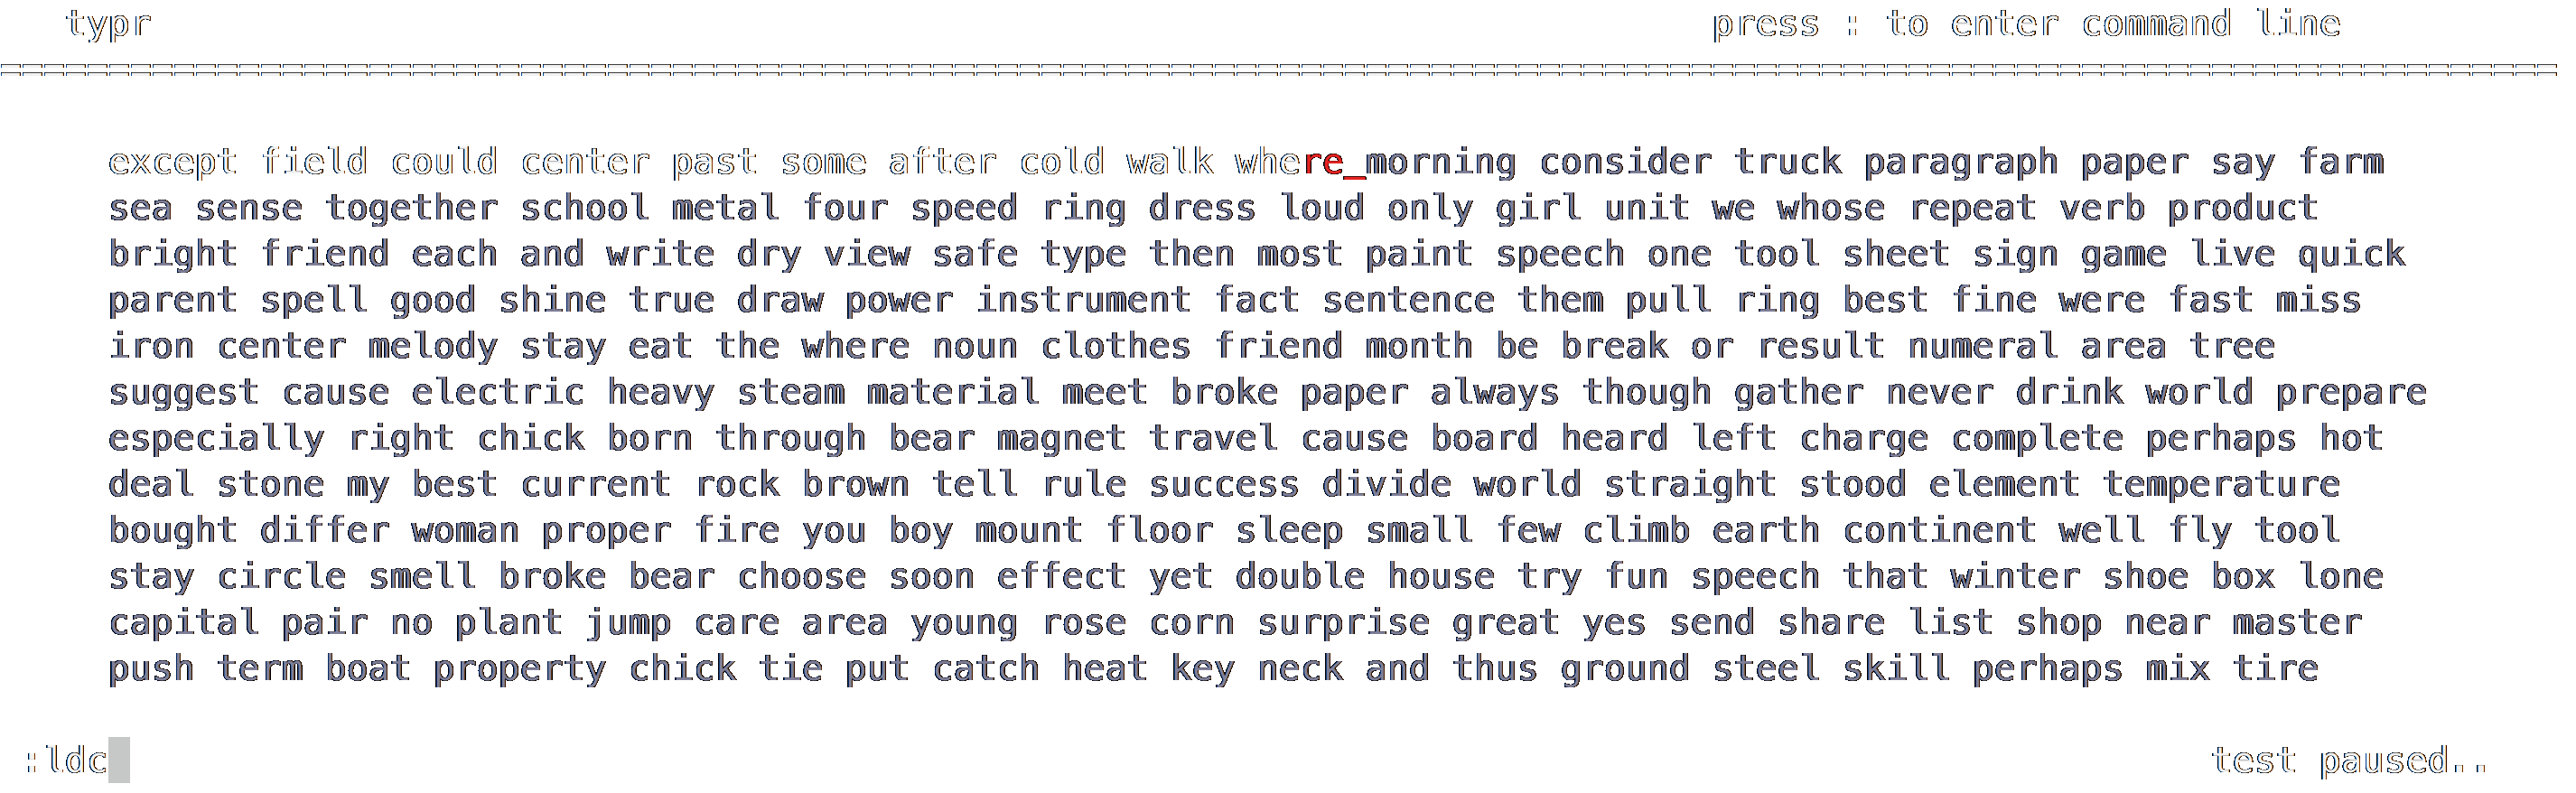 typr
press : to enter command line
except field could center past some after cold walk where_morning consider truck paragraph paper say farm
sea sense together school metal four speed ring dress loud only girl unit we whose repeat verb product
bright friend each and write dry view safe type then most paint speech one tool sheet sign game live quick
parent spell good shine true draw power instrument fact sentence them pull ring best fine were fast miss
iron center melody stay eat the where noun clothes friend month be break or result numeral area tree
suggest cause electric heavy steam material meet broke paper always though gather never drink world prepare
especially right chick born through bear magnet travel cause board heard left charge complete perhaps hot
deal stone my best current rock brown tell rule success divide world straight stood element temperature
bought differ woman proper fire you boy mount floor sleep small few climb earth continent well fly tool
stay circle smell broke bear choose soon effect yet double house try fun speech that winter shoe box lone
capital pair no plant jump care area young rose corn surprise great yes send share list shop near master
push term boat property chick tie put catch heat key neck and thus ground steel skill perhaps mix tire
:ldc
test paused..